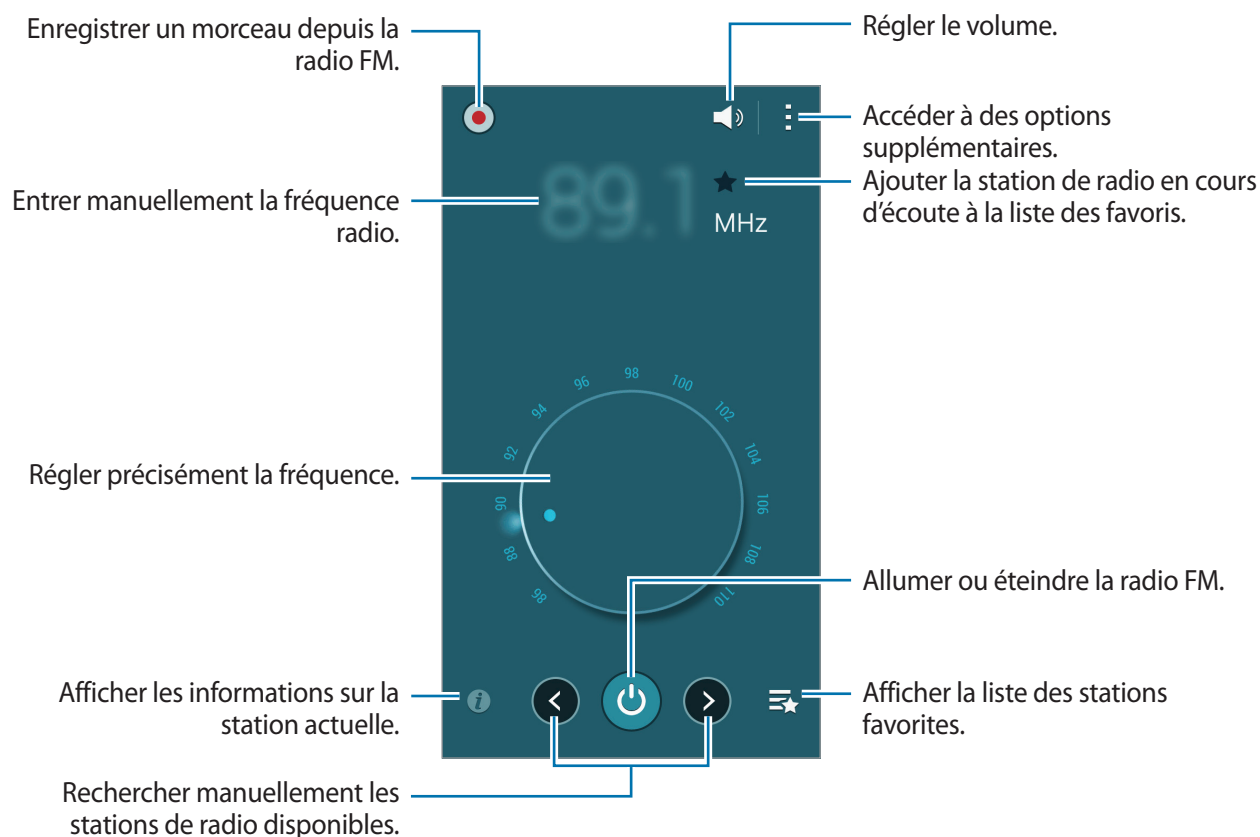 Enregistrer un morceau depuis la
radio FM.
Régler le volume.
Accéder à des options
supplémentaires.
Entrer manuellement la fréquence
radio.
89.1
MHz
Ajouter la station de radio en cours
d'écoute à la liste des favoris.
Régler précisément la fréquence.
86
88
90
92
94
96
98
100
102
104
106
108
110
Allumer ou éteindre la radio FM.
Afficher les informations sur la
station actuelle.
Afficher la liste des stations
favorites.
Rechercher manuellement les
stations de radio disponibles.